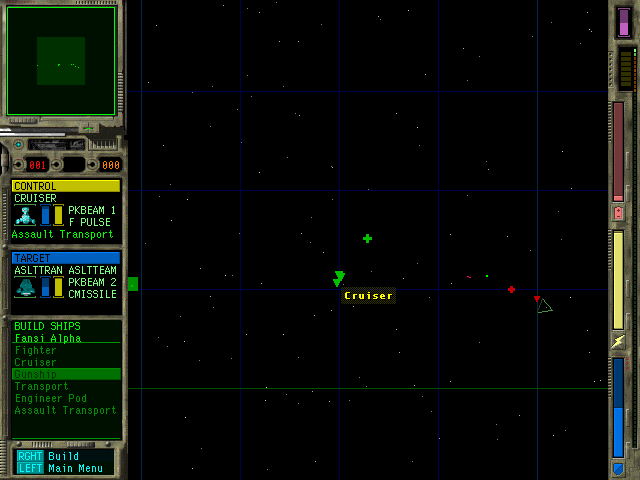 001 000
CONTROL
CRUISER
PKBEAM 1
F PULSE
Assault Transport
TARGET
ASLTTRAN ASLTTEAM
PKBEAM 2
CMISSILE
BUILD SHIPS
Fansi Alpha
Fighter
Cruiser
Gunship
Transport
Engineer Pod
Assault Transport
RGHT Build
LEFT Main Menu
Cruiser